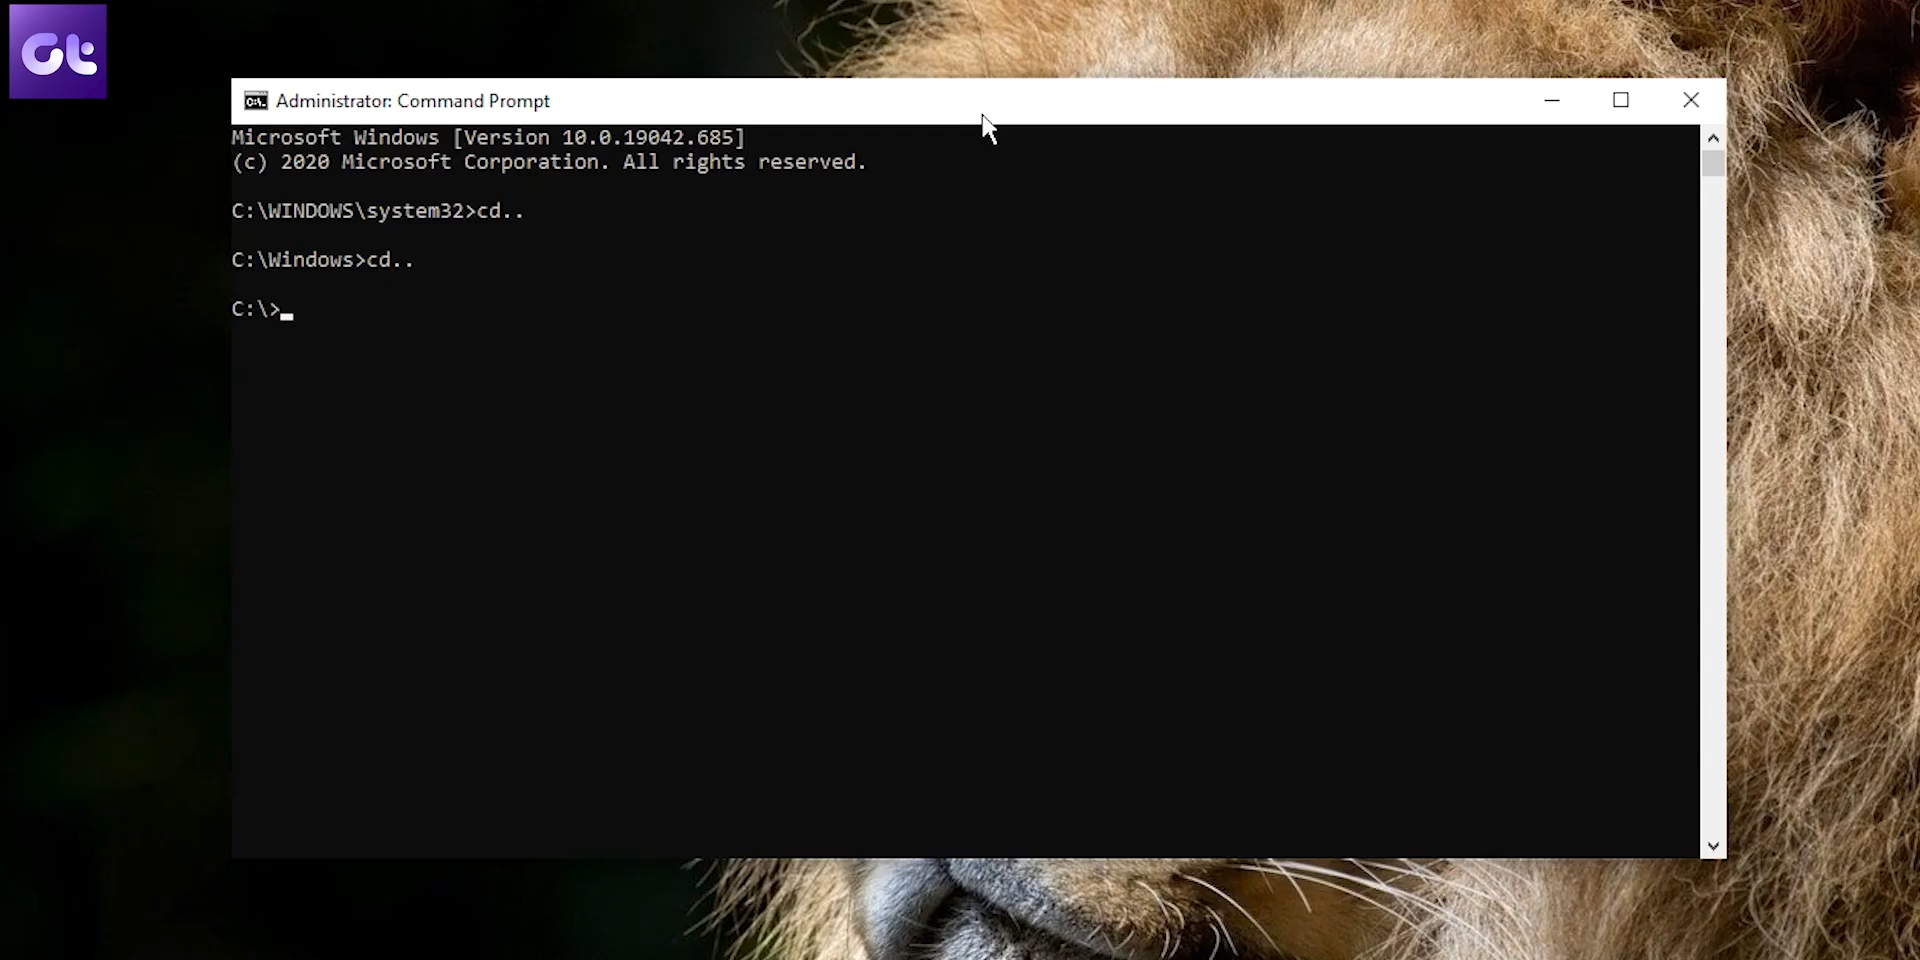 Gt
Administrator: Command Prompt
Microsoft Windows [Version 10.0.19042.685]
(c) 2020 Microsoft Corporation. All rights reserved.
C:\WINDOWS\system32>cd..
C:\Windows>cd..
C:\>